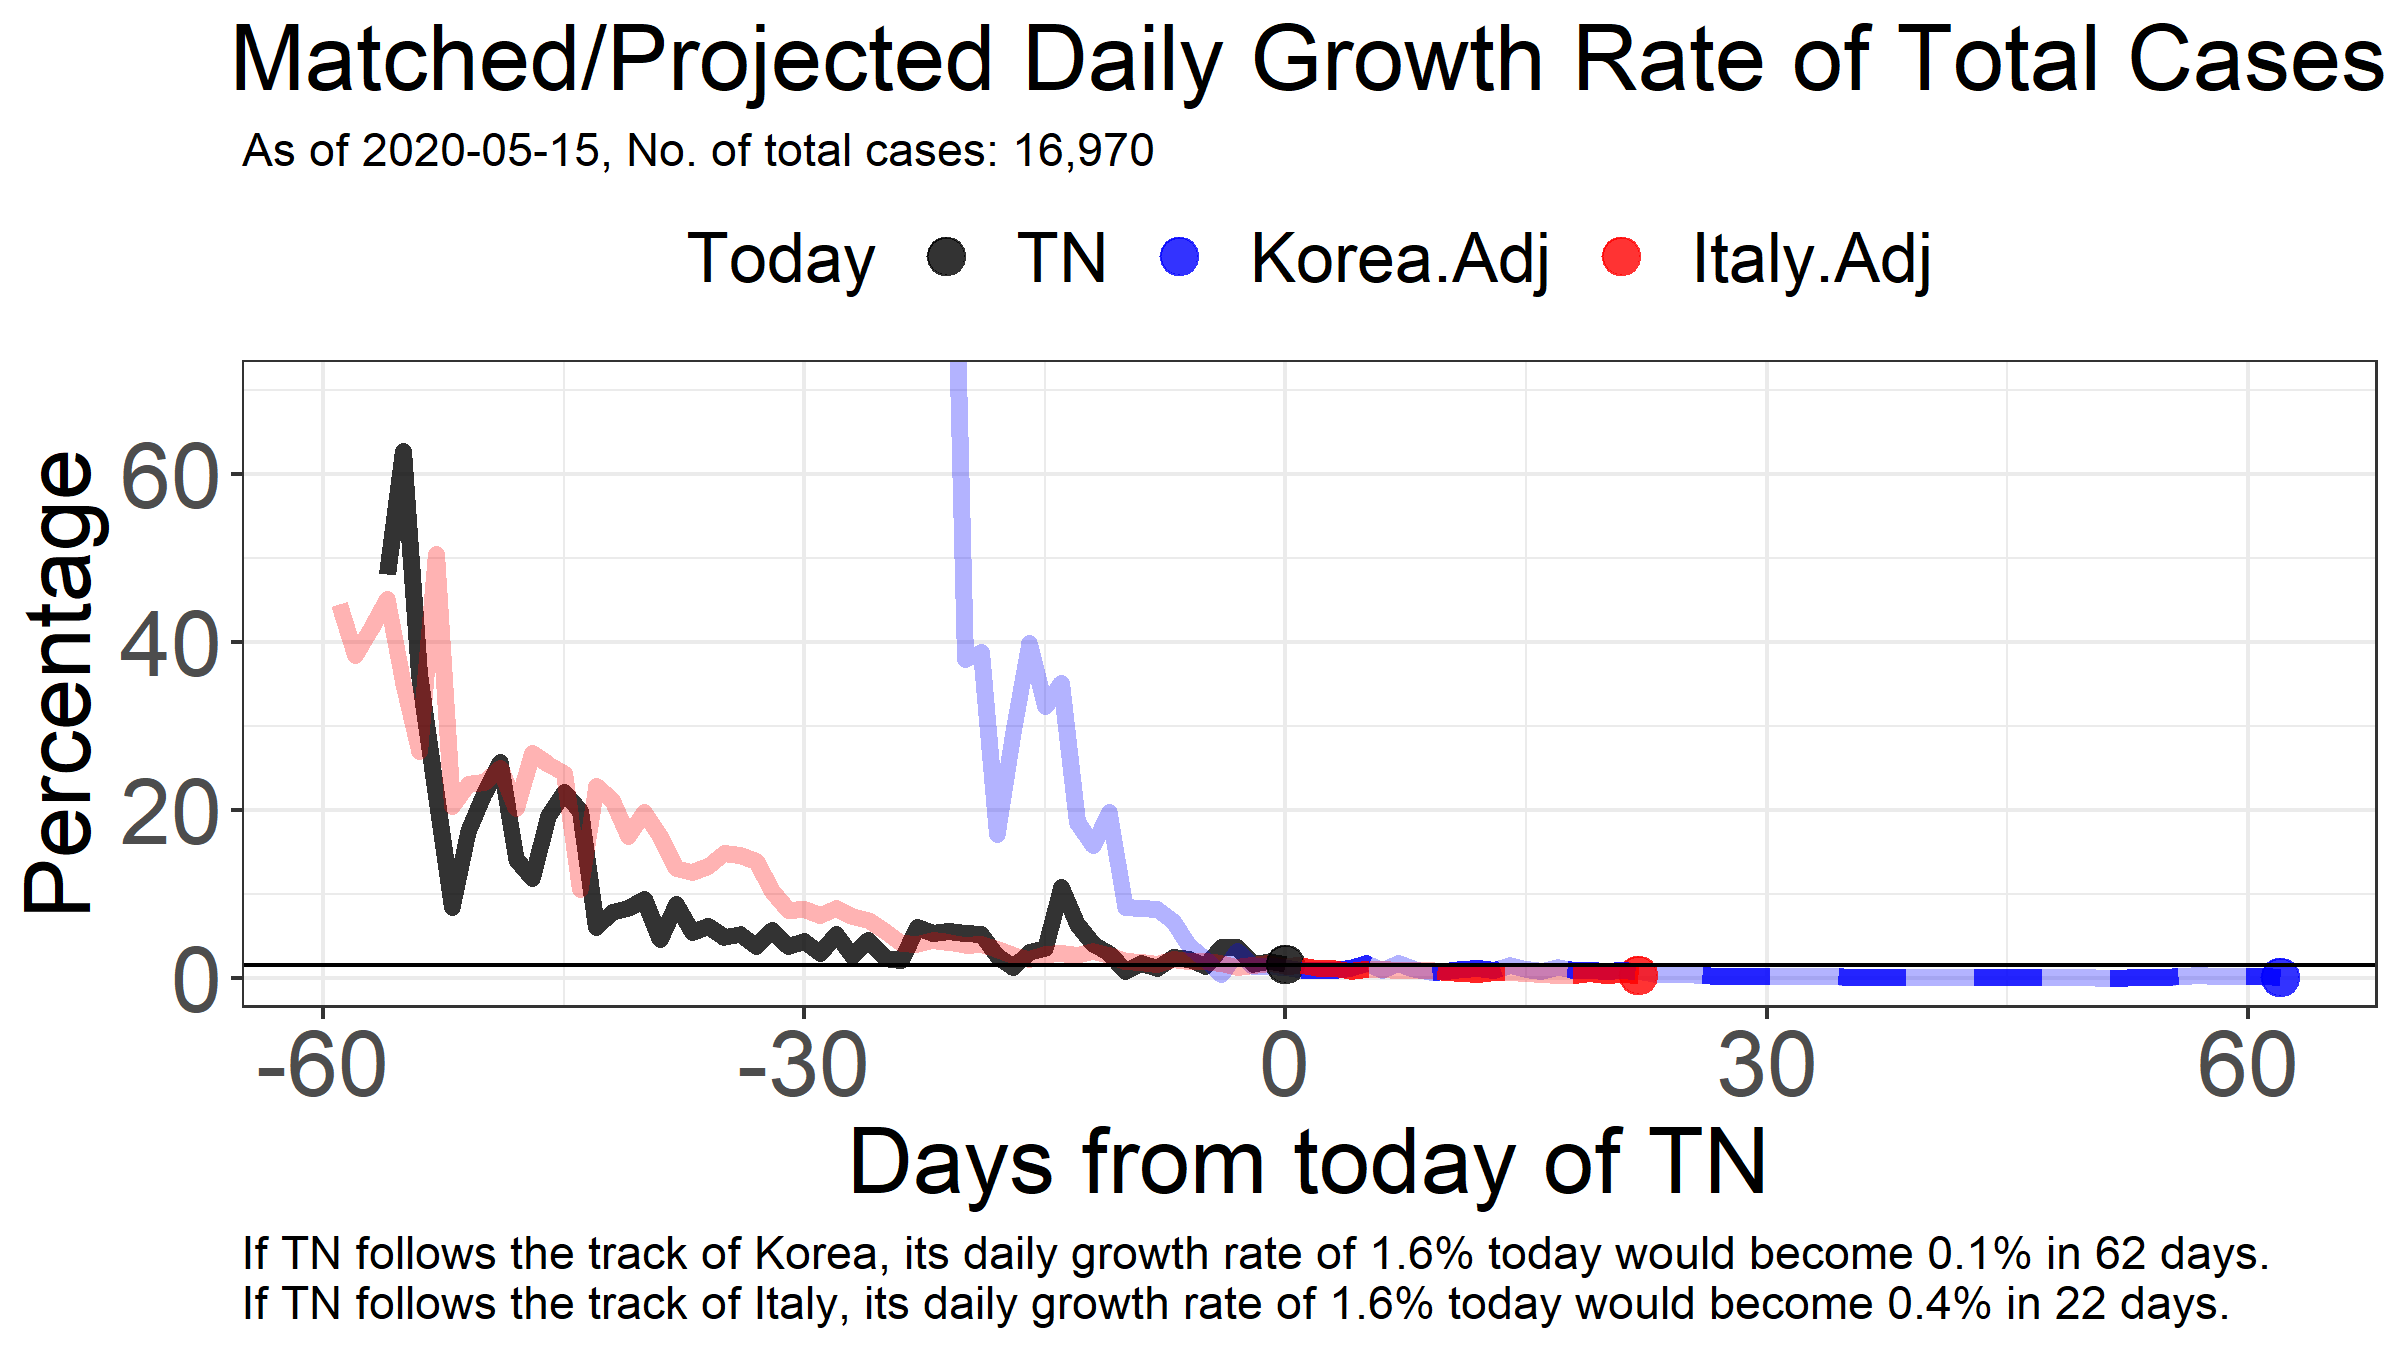 Matched/Projected Daily Growth Rate of Total Cases
As of 2020-05-15, No. of total cases: 16,970
Today TN Korea.Adj Italy.Adj
Percentage
60
40
20
0
-60 -30 0 30 60
Days from today of TN
If TN follows the track of Korea, its daily growth rate of 1.6% today would become 0.1% in 62 days.
If TN follows the track of Italy, its daily growth rate of 1.6% today would become 0.4% in 22 days.